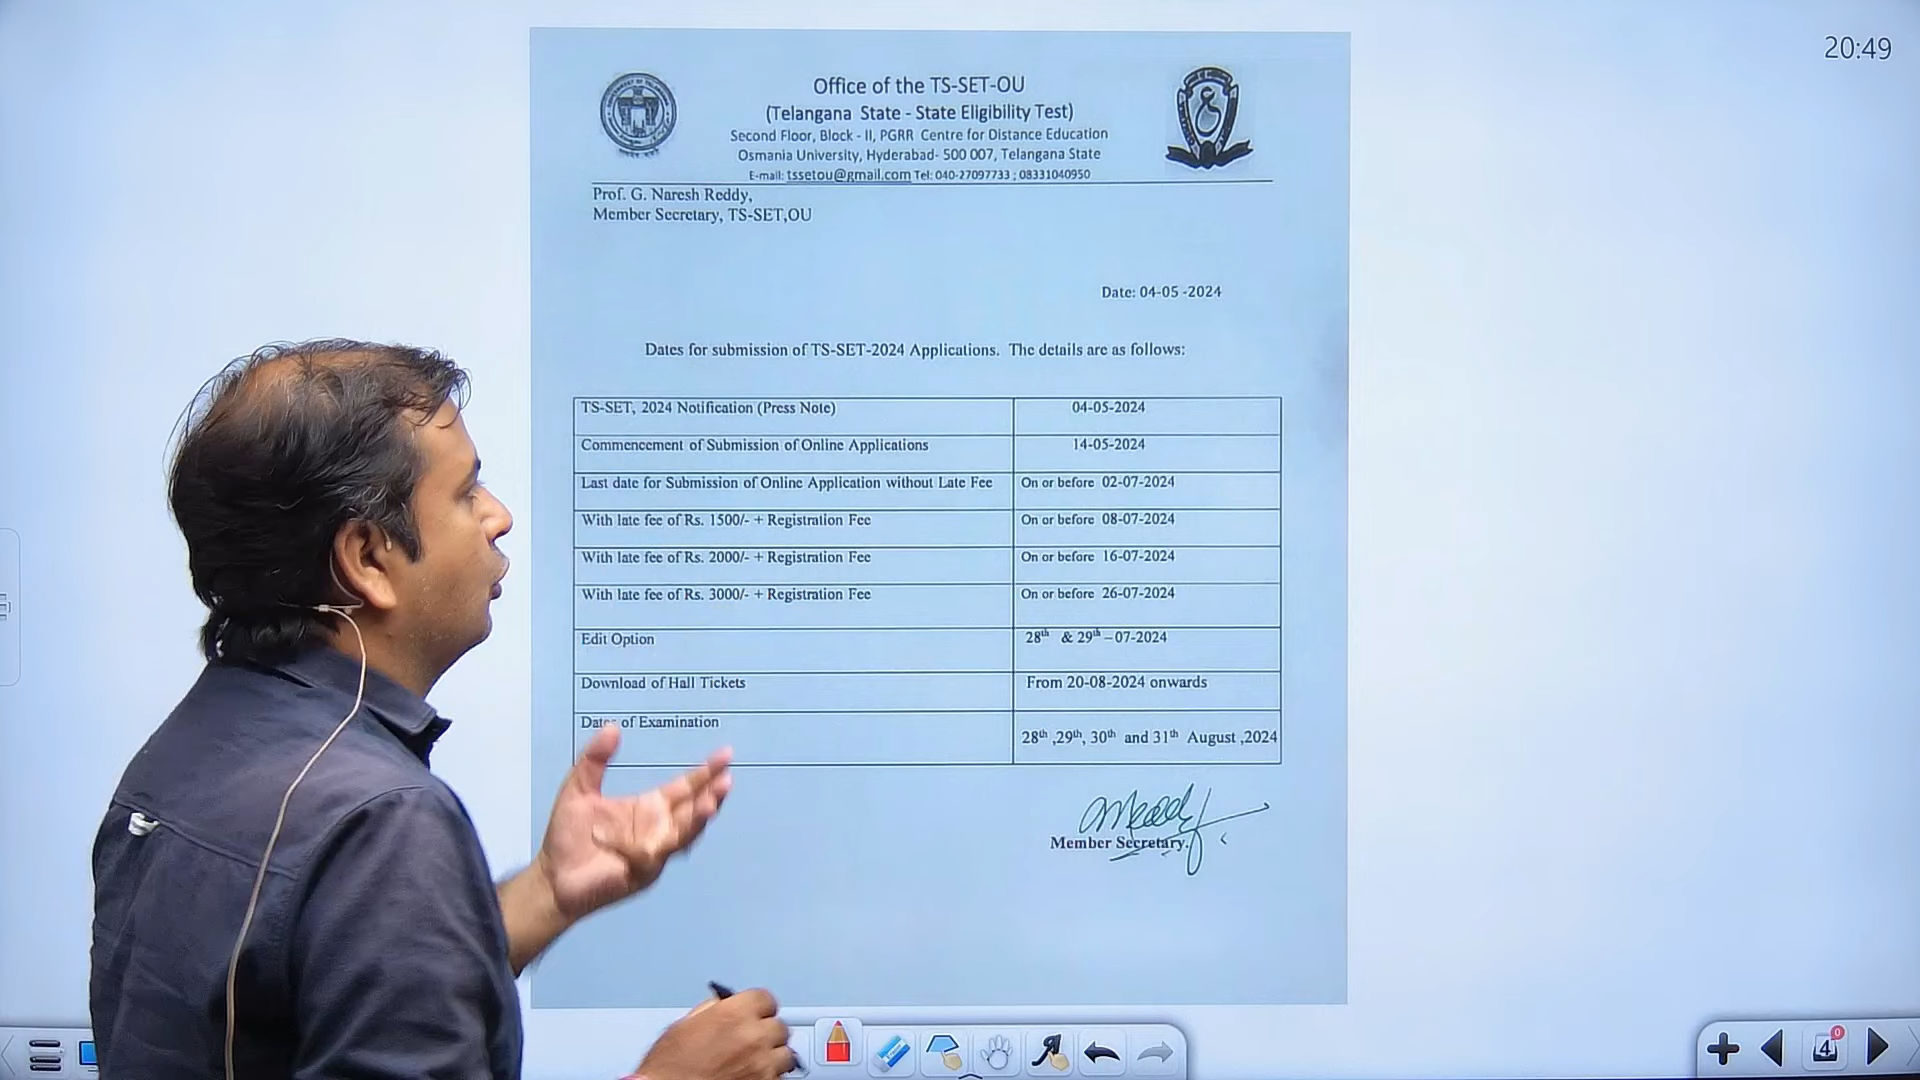 20:49
Office of the TS-SET-OU
(Telangana State - State Eligibility Test)
Second Floor, Block - II, PGRR Centre for Distance Education
Osmania University, Hyderabad- 500 007, Telangana State
E-mail: tssetou@gmail.com Tel: 040-27097733 ; 08331040950
Prof. G. Naresh Reddy,
Member Secretary, TS-SET,OU
Date: 04-05 -2024
Dates for submission of TS-SET-2024 Applications. The details are as follows:
TS-SET, 2024 Notification (Press Note) 04-05-2024
Commencement of Submission of Online Applications 14-05-2024
Last date for Submission of Online Application without Late Fee On or before 02-07-2024
With late fee of Rs. 1500/- + Registration Fee On or before 08-07-2024
With late fee of Rs. 2000/- + Registration Fee On or before 16-07-2024
With late fee of Rs. 3000/- + Registration Fee On or before 26-07-2024
Edit Option 28th & 29th – 07-2024
Download of Hall Tickets From 20-08-2024 onwards
Dates of Examination
28th ,29th, 30th and 31th August ,2024
Member Secretary.
4
0